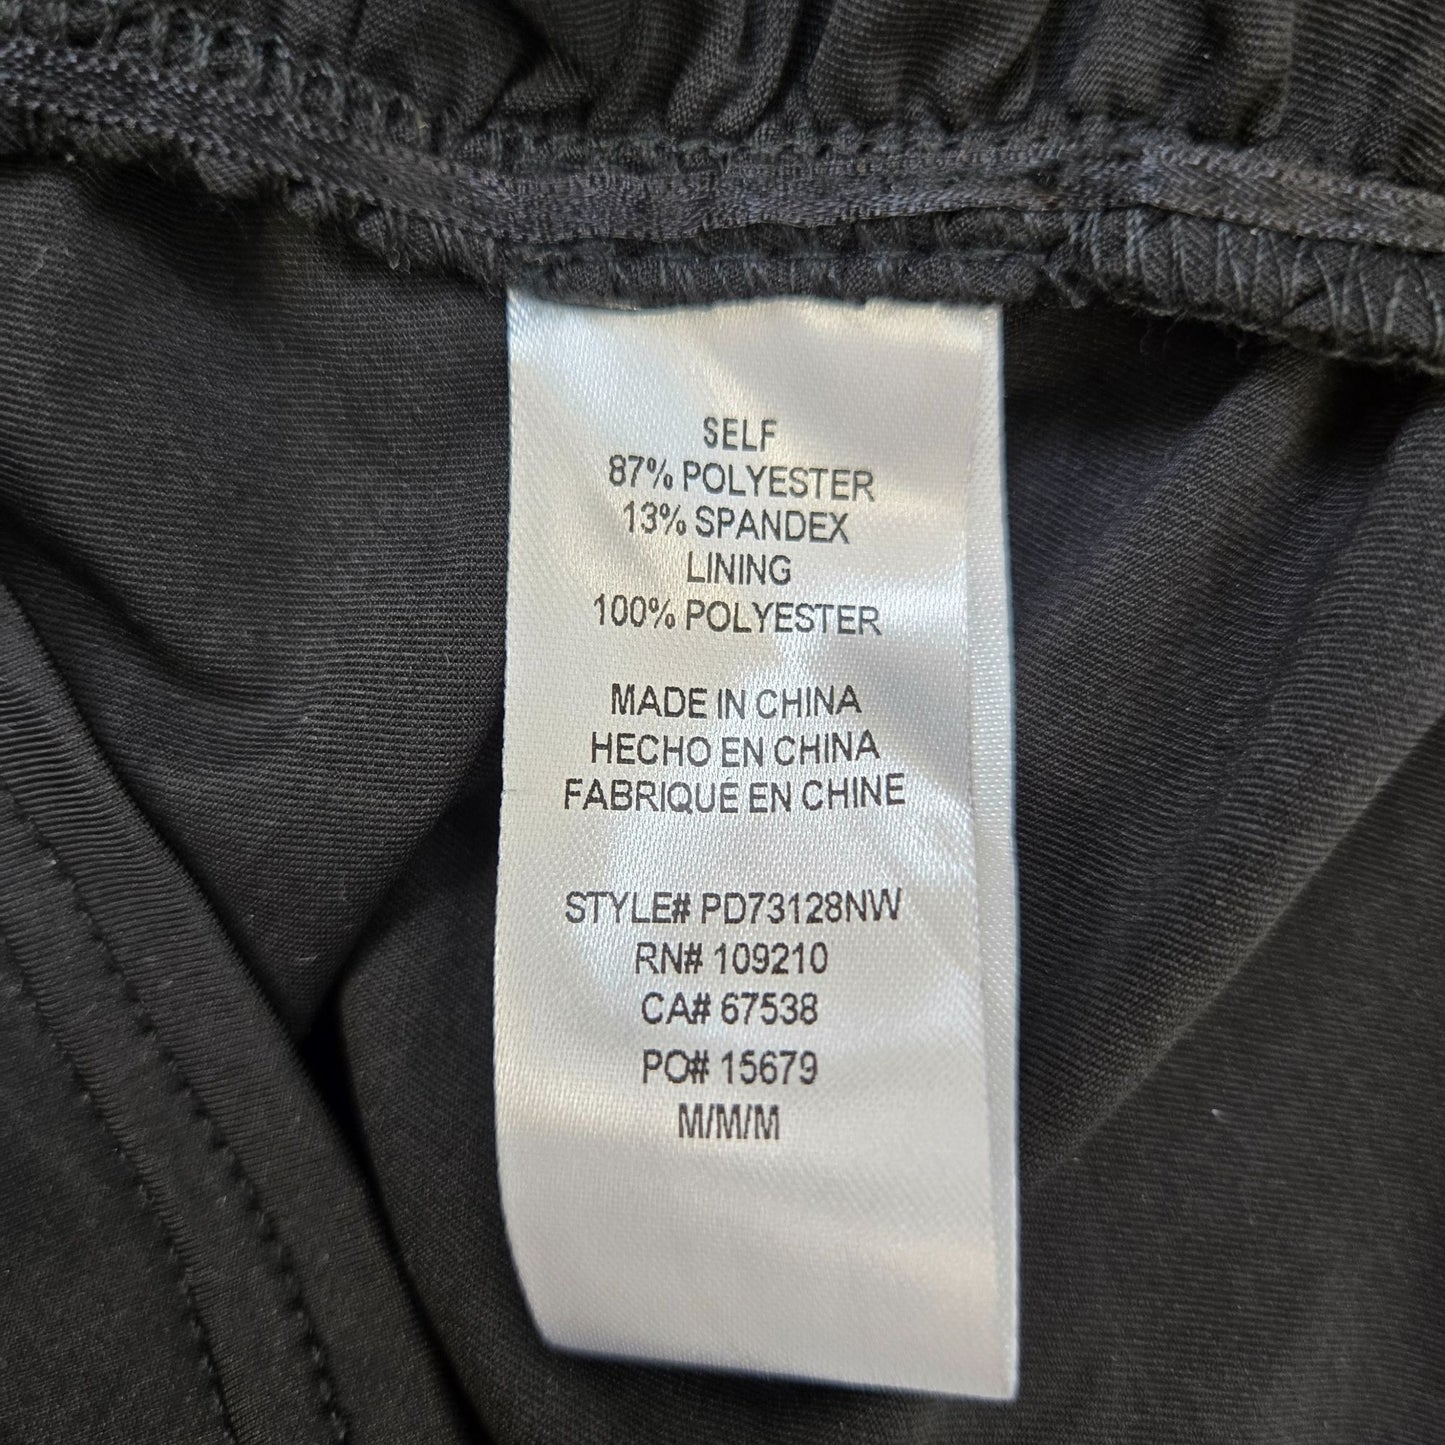 SELF
87% POLYESTER
13% SPANDEX
LINING
100% POLYESTER
MADE IN CHINA
HECHO EN CHINA
FABRIQUÉ EN CHINE
STYLE# PD73128NW
RN# 109210
CA# 67538
PO# 15679
M/M/M